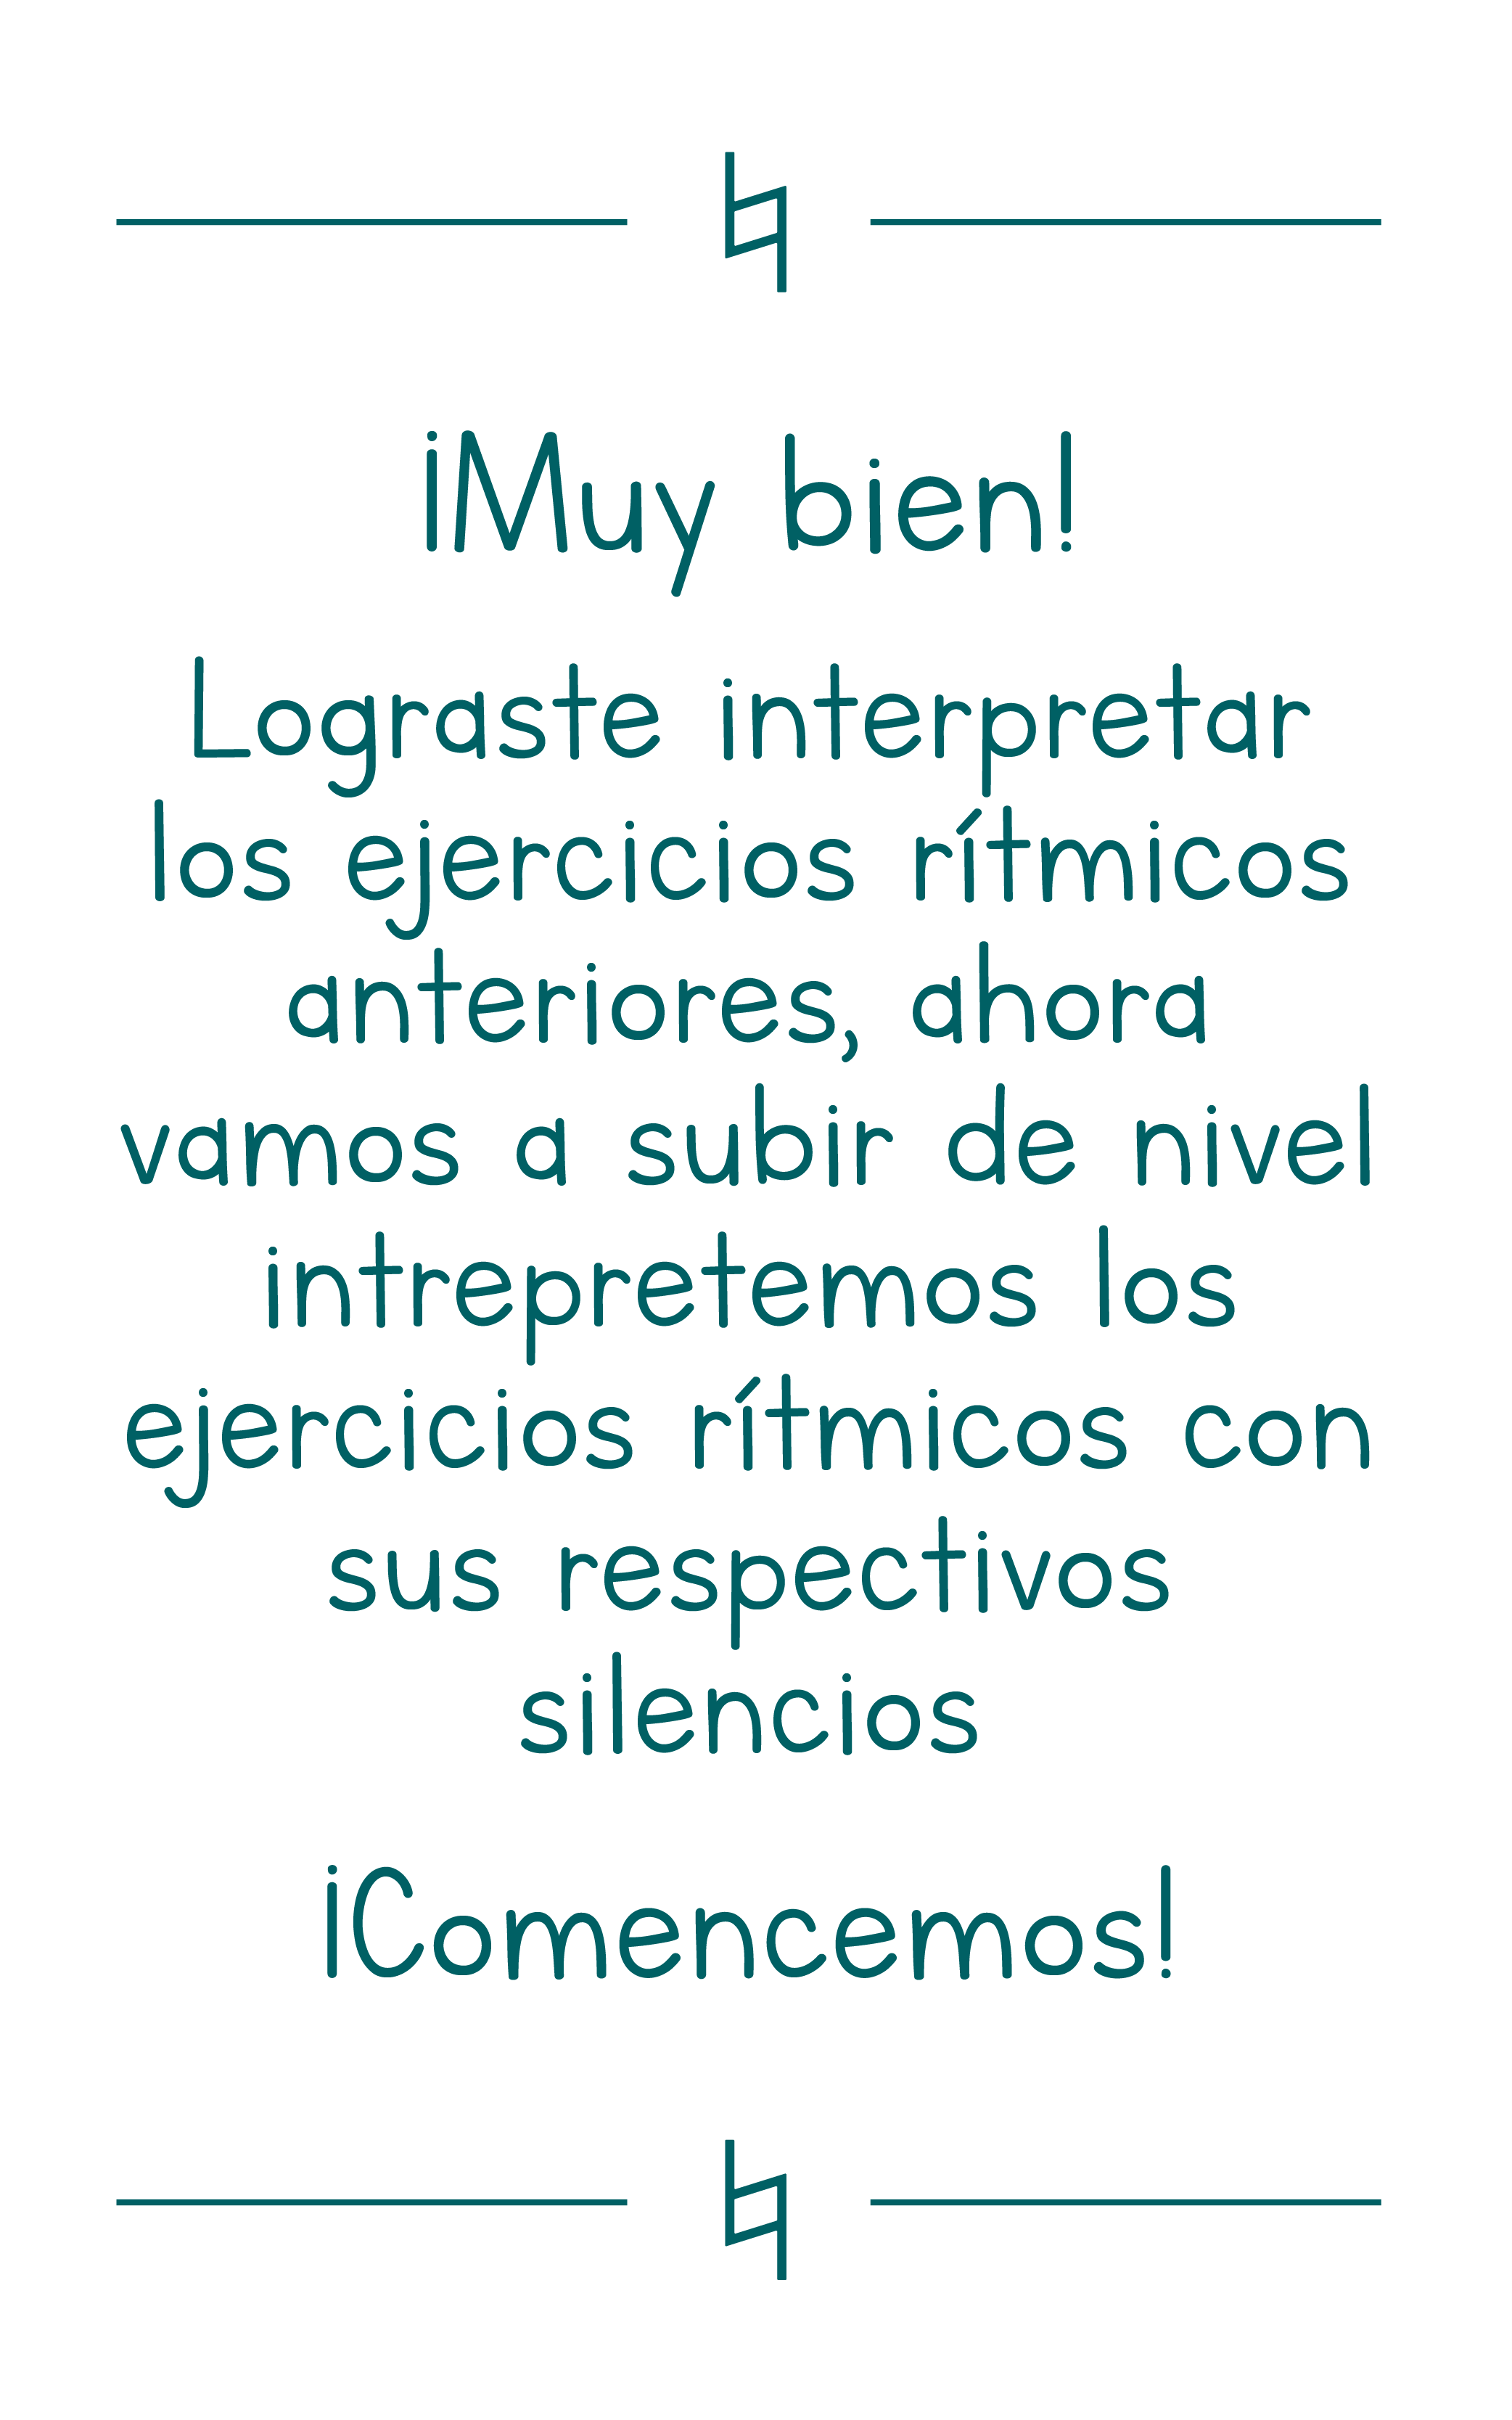 ¡Muy bien!
Lograste interpretar
los ejercicios rítmicos
anteriores, ahora
vamos a subir de nivel
intrepretemos los
ejercicios rítmicos con
sus respectivos
silencios
¡Comencemos!